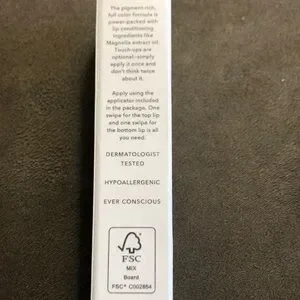 The pigment-rich,
full color formula is
power-packed with
lip conditioning
ingredients like
Magnolia extract oil.
Touch-ups are
optional–simply
apply it once and
don't think twice
about it.
Apply using the
applicator included
in the package. One
swipe for the top lip
and one swipe for
the bottom lip is all
you need.
DERMATOLOGIST
TESTED
HYPOALLERGENIC
EVER CONSCIOUS
FSC
MIX
Board
FSC® C002854